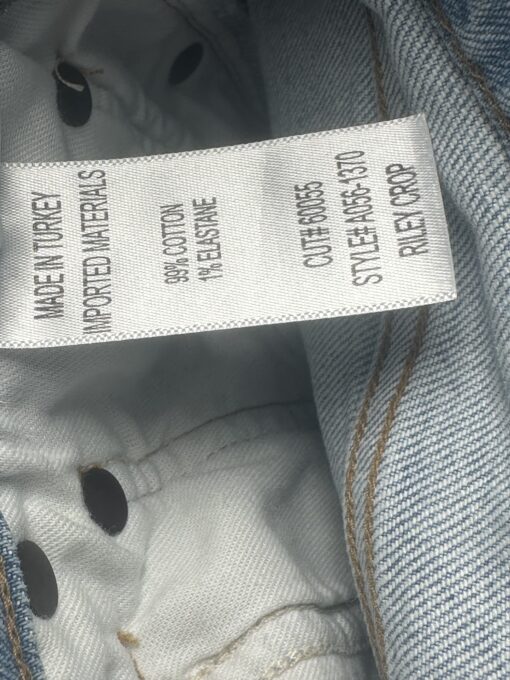 MADE IN TURKEY
IMPORTED MATERIALS
99% COTTON
1% ELASTANE
CUT# 60055
STYLE# A056-1370
RILEY CROP